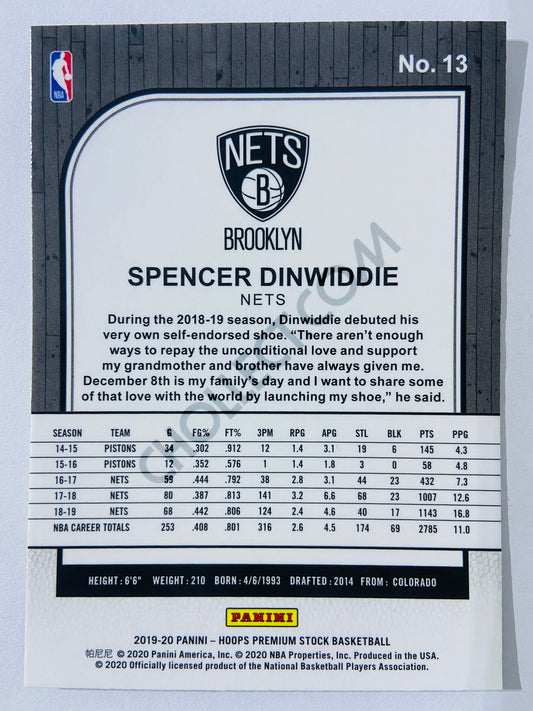 No. 13
NBA
NETS
B
BROOKLYN
SPENCER DINWIDDIE
NETS
During the 2018-19 season, Dinwiddie debuted his
very own self-endorsed shoe. “There aren’t enough
ways to repay the unconditional love and support
my grandmother and brother have always given me.
December 8th is my family’s day and I want to share some
of that love with the world by launching my shoe,” he said.
CHOLLECT.COM
SEASON TEAM G FG% FT% 3PM RPG APG STL BLK PTS PPG
14-15 PISTONS 34 .302 .912 12 1.4 3.1 19 6 145 4.3
15-16 PISTONS 12 .352 .576 1 1.4 1.8 3 0 58 4.8
16-17 NETS 59 .444 .792 38 2.8 3.1 44 23 432 7.3
17-18 NETS 80 .387 .813 141 3.2 6.6 68 23 1007 12.6
18-19 NETS 68 .442 .806 124 2.4 4.6 40 17 1143 16.8
NBA CAREER TOTALS 253 .408 .801 316 2.6 4.5 174 69 2785 11.0
HEIGHT: 6'6" WEIGHT: 210 BORN: 4/6/1993 DRAFTED: 2014 FROM: COLORADO
PANINI
2019-20 PANINI – HOOPS PREMIUM STOCK BASKETBALL
帕尼尼 © 2020 Panini America, Inc. © 2020 NBA Properties, Inc. Produced in the USA.
© 2020 Officially licensed product of the National Basketball Players Association.